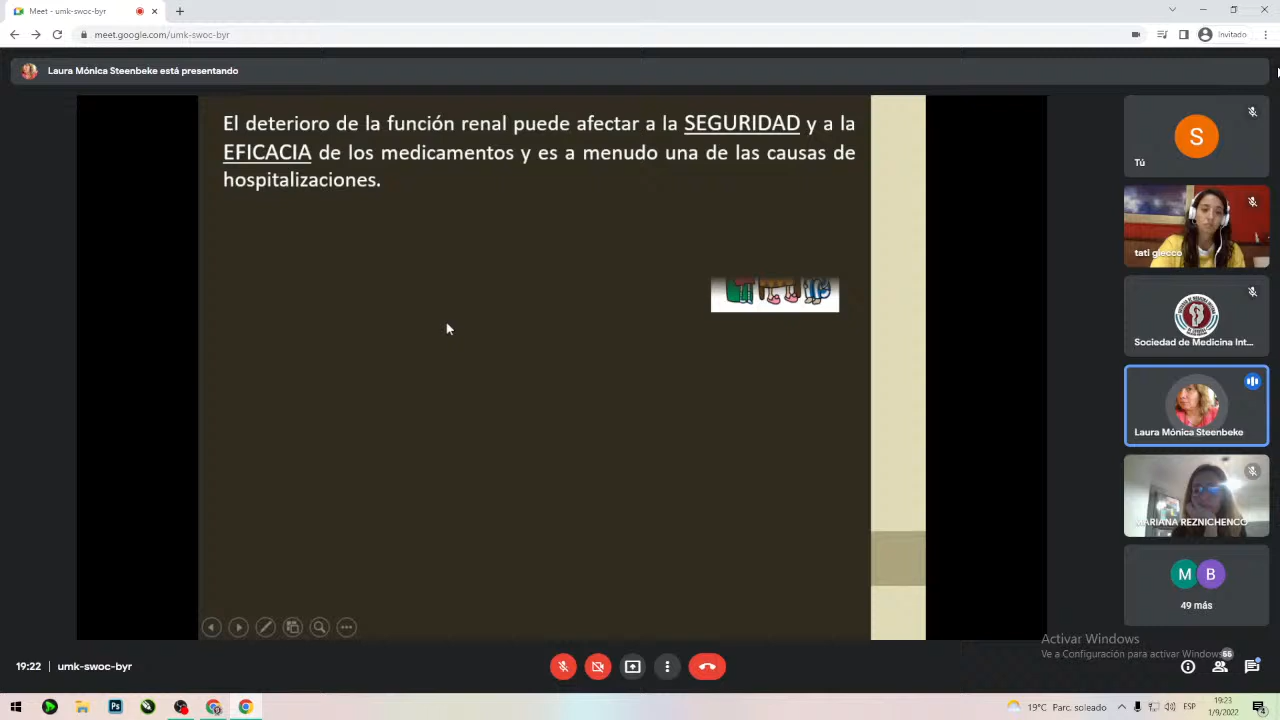 Meet - umk-swoc-byr
meet.google.com/umk-swoc-byr
Invitado
Laura Mónica Steenbeke está presentando
El deterioro de la función renal puede afectar a la SEGURIDAD y a la
EFICACIA de los medicamentos y es a menudo una de las causas de
hospitalizaciones.
S
Tú
tati giecco
Sociedad de Medicina Int...
Laura Mónica Steenbeke
MARIANA REZNICHENCO
M B
49 más
Activar Windows
Ve a Configuración para activar Windows.
66
19:22 | umk-swoc-byr
19°C Parc. soleado
ESP
19:23
1/9/2022
4